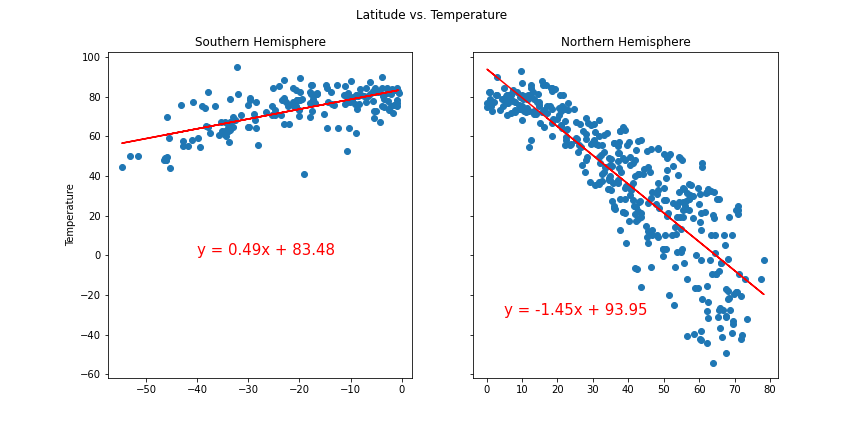 Latitude vs. Temperature
Southern Hemisphere
Northern Hemisphere
100
80
60
40
20
0
−20
−40
−60
Temperature
y = 0.49x + 83.48
y = -1.45x + 93.95
−50 −40 −30 −20 −10 0
0 10 20 30 40 50 60 70 80